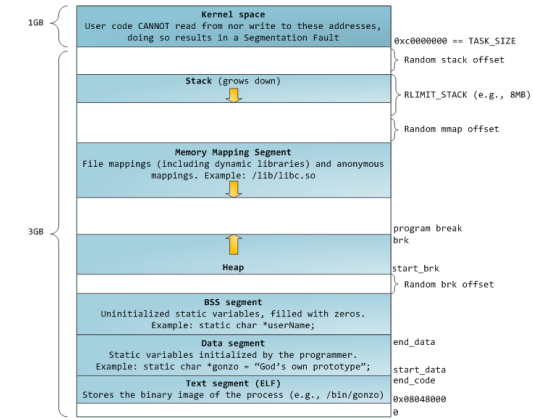 1GB
Kernel space
User code CANNOT read from nor write to these addresses,
doing so results in a Segmentation Fault
0xc0000000 == TASK_SIZE
Random stack offset
Stack (grows down)
RLIMIT_STACK (e.g., 8MB)
Random mmap offset
Memory Mapping Segment
File mappings (including dynamic libraries) and anonymous
mappings. Example: /lib/libc.so
3GB
program break
brk
Heap
start_brk
Random brk offset
BSS segment
Uninitialized static variables, filled with zeros.
Example: static char *userName;
Data segment
Static variables initialized by the programmer.
Example: static char *gonzo = “God’s own prototype”;
end_data
start_data
Text segment (ELF)
Stores the binary image of the process (e.g., /bin/gonzo)
end_code
0x08048000
0